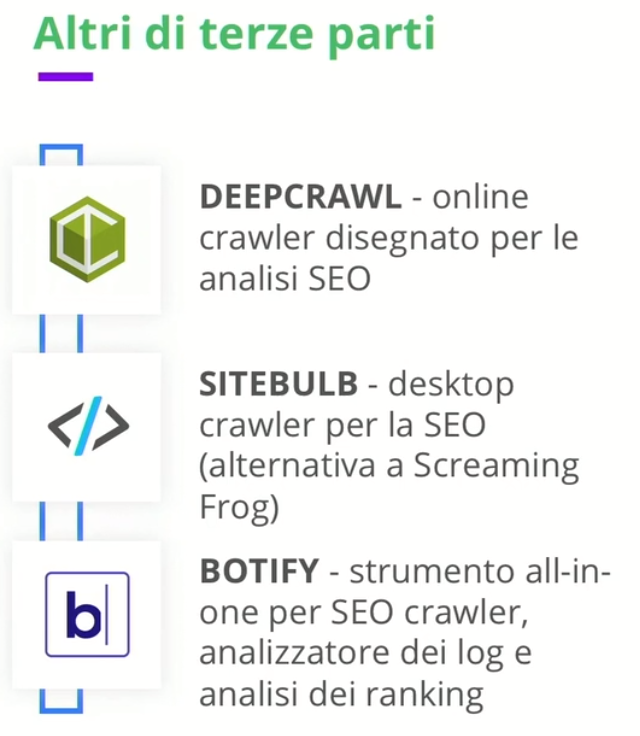 Altri di terze parti
DEEPCRAWL - online
crawler disegnato per le
analisi SEO
SITEBULB - desktop
crawler per la SEO
(alternativa a Screaming
Frog)
b
BOTIFY - strumento all-in-
one per SEO crawler,
analizzatore dei log e
analisi dei ranking